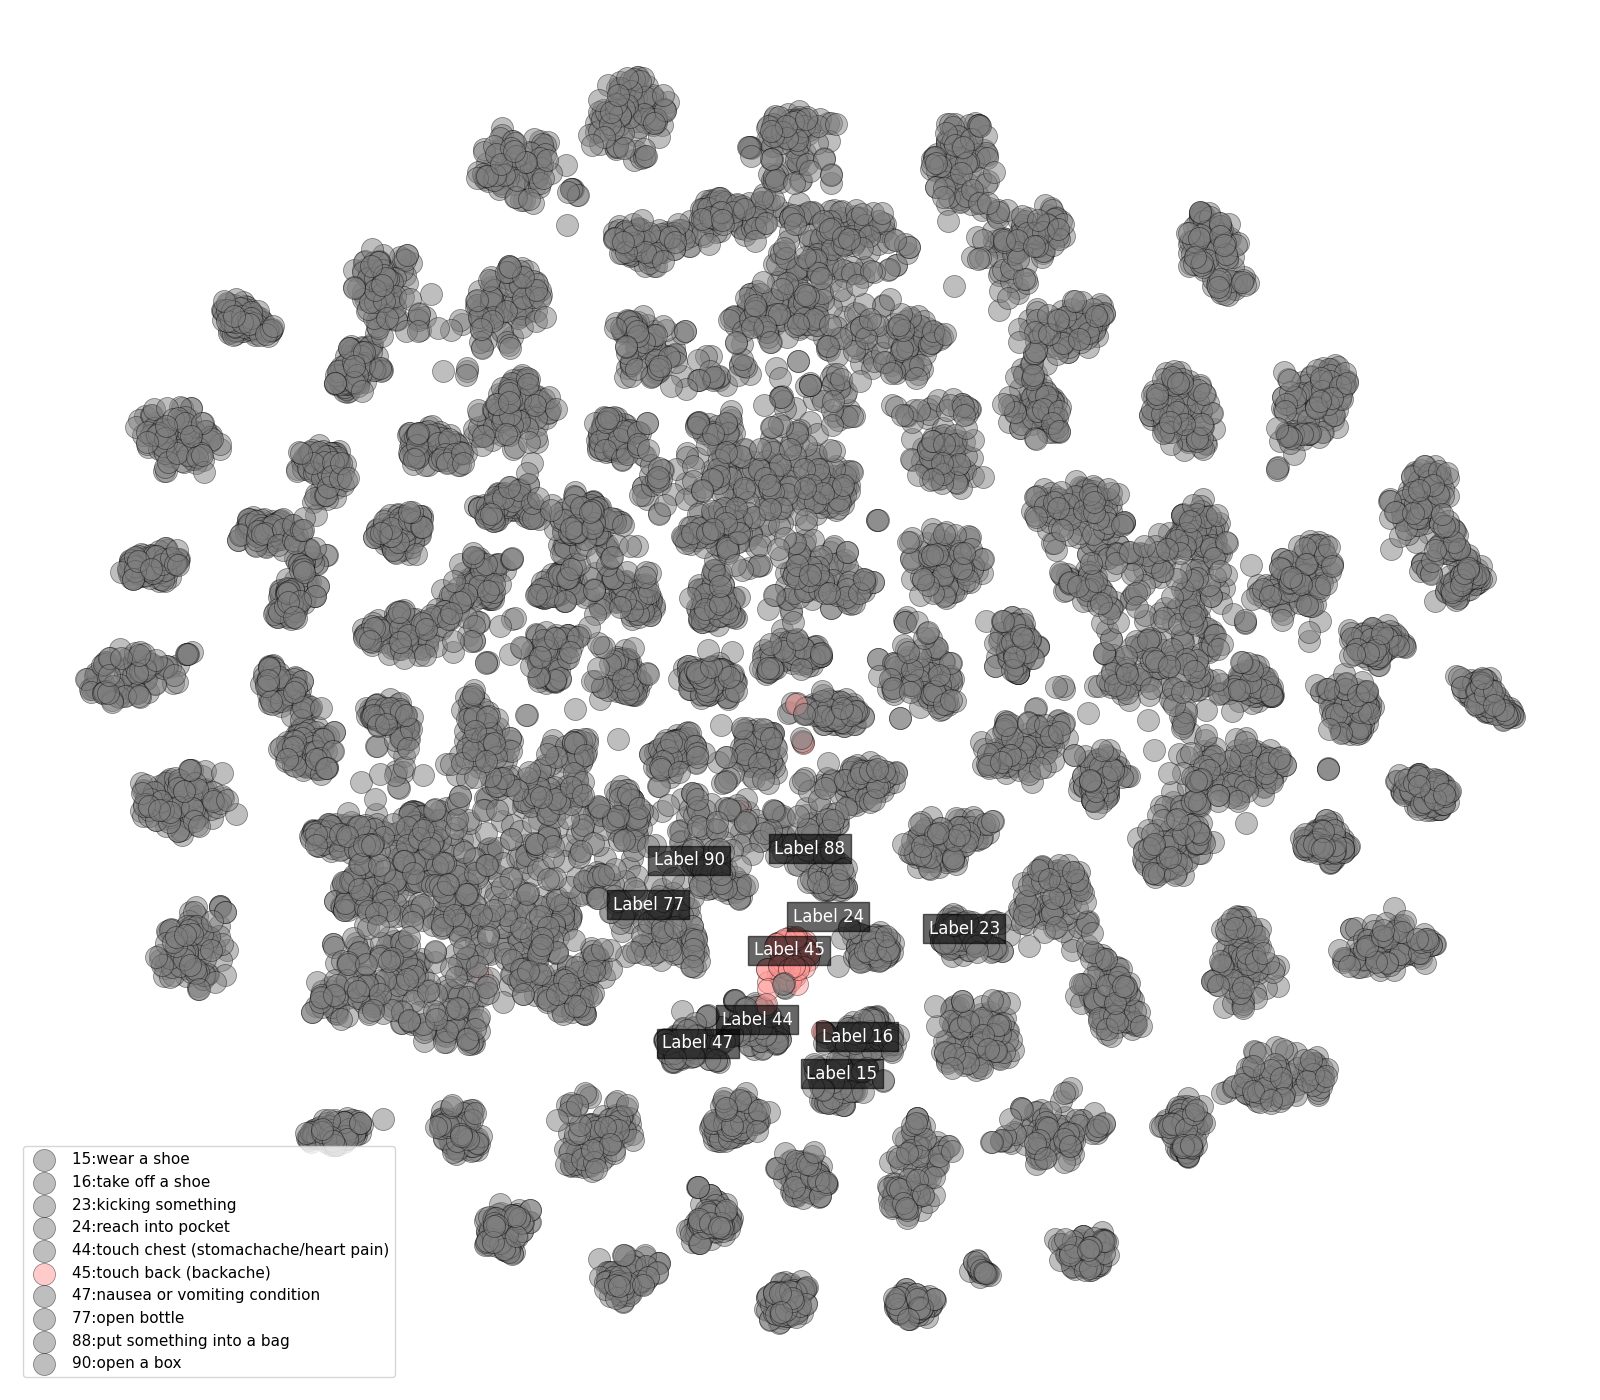 Label 90
Label 88
Label 77
Label 24
Label 23
Label 45
Label 44
Label 47
Label 16
Label 15
15:wear a shoe
16:take off a shoe
23:kicking something
24:reach into pocket
44:touch chest (stomachache/heart pain)
45:touch back (backache)
47:nausea or vomiting condition
77:open bottle
88:put something into a bag
90:open a box